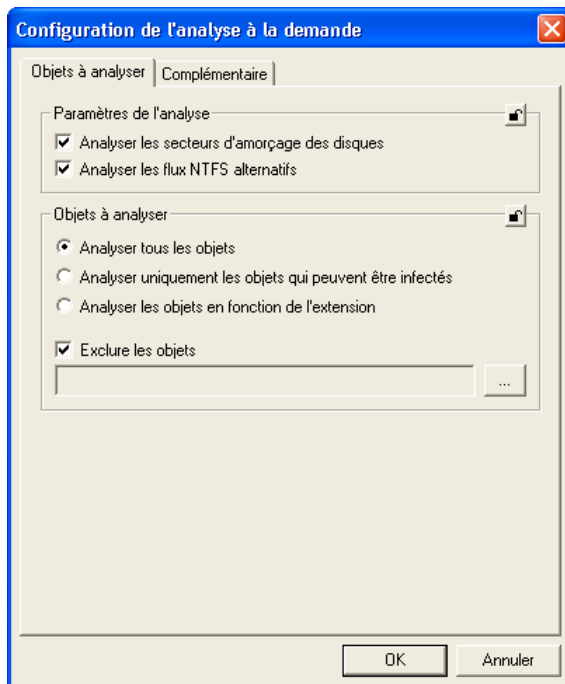 Configuration de l'analyse à la demande
Objets à analyser
Complémentaire
Paramètres de l'analyse
Analyser les secteurs d'amorçage des disques
Analyser les flux NTFS alternatifs
Objets à analyser
Analyser tous les objets
Analyser uniquement les objets qui peuvent être infectés
Analyser les objets en fonction de l'extension
Exclure les objets
...
OK
Annuler